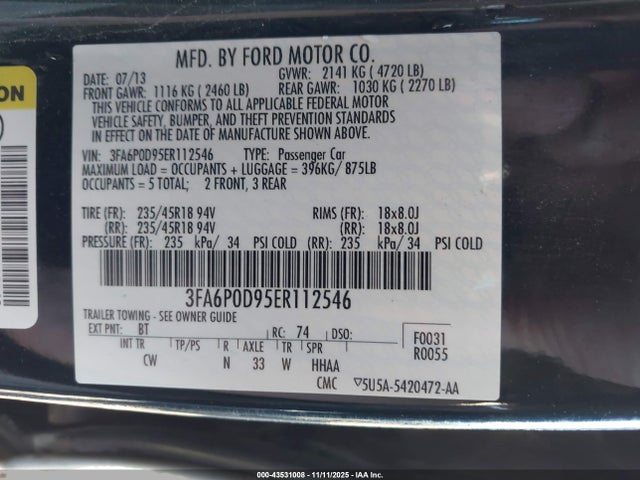 MFD. BY FORD MOTOR CO.
DATE: 07/13 GVWR: 2141 KG (4720 LB)
FRONT GAWR: 1116 KG (2460 LB) REAR GAWR: 1030 KG (2270 LB)
THIS VEHICLE CONFORMS TO ALL APPLICABLE FEDERAL MOTOR
VEHICLE SAFETY, BUMPER, AND THEFT PREVENTION STANDARDS
IN EFFECT ON THE DATE OF MANUFACTURE SHOWN ABOVE.
VIN: 3FA6P0D95ER112546 TYPE: Passenger Car
MAXIMUM LOAD = OCCUPANTS + LUGGAGE = 396KG/ 875LB
OCCUPANTS = 5 TOTAL; 2 FRONT, 3 REAR
TIRE (FR): 235/45R18 94V RIMS (FR): 18x8.0J
(RR): 235/45R18 94V (RR): 18x8.0J
PRESSURE (FR): 235 kPa/ 34 PSI COLD (RR): 235 kPa/ 34 PSI COLD
3FA6P0D95ER112546
TRAILER TOWING - SEE OWNER GUIDE
EXT PNT: BT RC: 74 DSO: F0031
INT TR TP/PS R AXLE TR SPR R0055
CW N 33 W HHAA
CMC ▽5U5A-5420472-AA
ON
000-43531008 - 11/11/2025 - IAAI Inc.